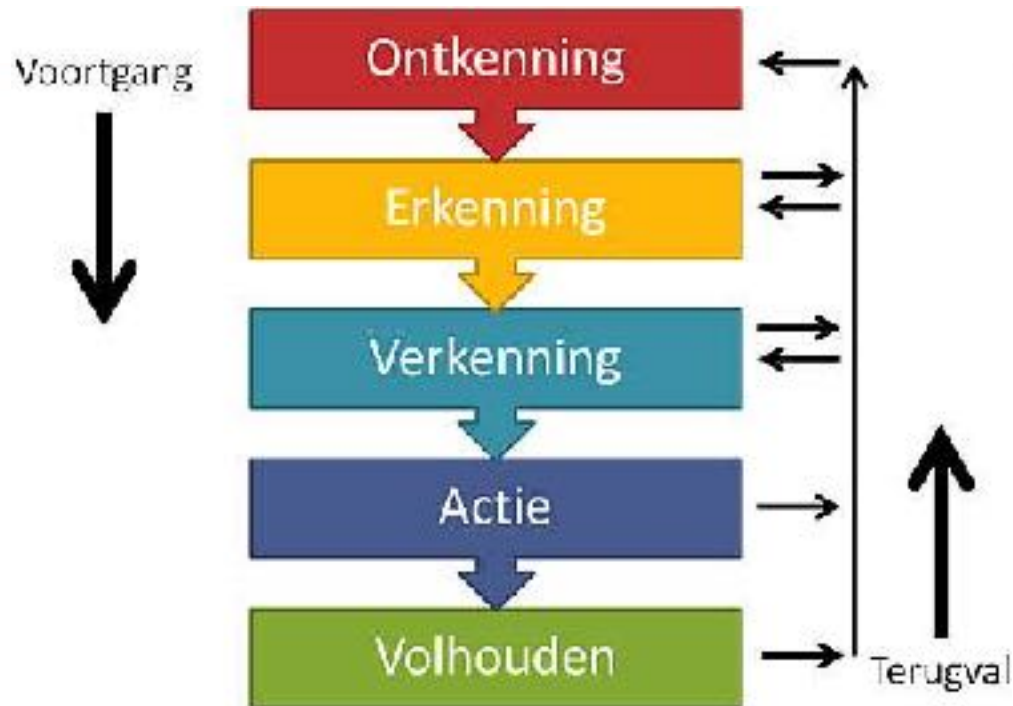 Voortgang
Ontkenning
Erkenning
Verkenning
Actie
Volhouden
Terugval